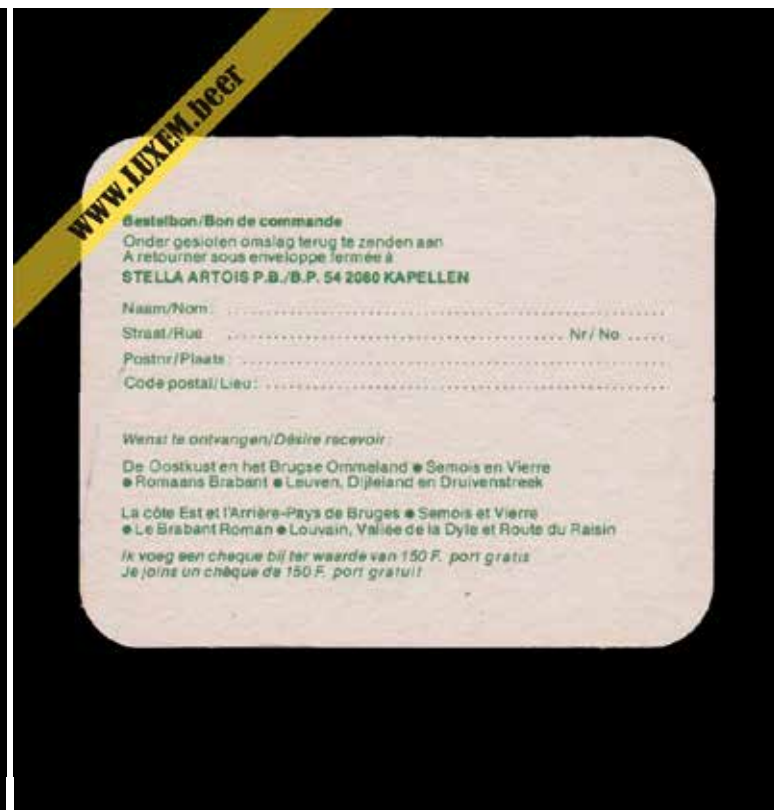 www.LUXEM.beer
Bestelbon/Bon de commande
Onder gesloten omslag terug te zenden aan
A retourner sous enveloppe fermée à
STELLA ARTOIS P.B./B.P. 54 2080 KAPELLEN
Naam/Nom: ....................
Straat/Rue .................... Nr/No .....
Postnr/Plaats: ....................
Code postal/Lieu: ....................
Wenst te ontvangen/Désire recevoir:
De Oostkust en het Brugse Ommeland ● Semois en Vierre
● Romaans Brabant ● Leuven, Dijleland en Druivenstreek
La côte Est et l'Arrière-Pays de Bruges ● Semois et Vierre
● Le Brabant Roman ● Louvain, Vallée de la Dyle et Route du Raisin
Ik voeg een cheque bij ter waarde van 150 F. port gratis
Je joins un chèque de 150 F. port gratuit